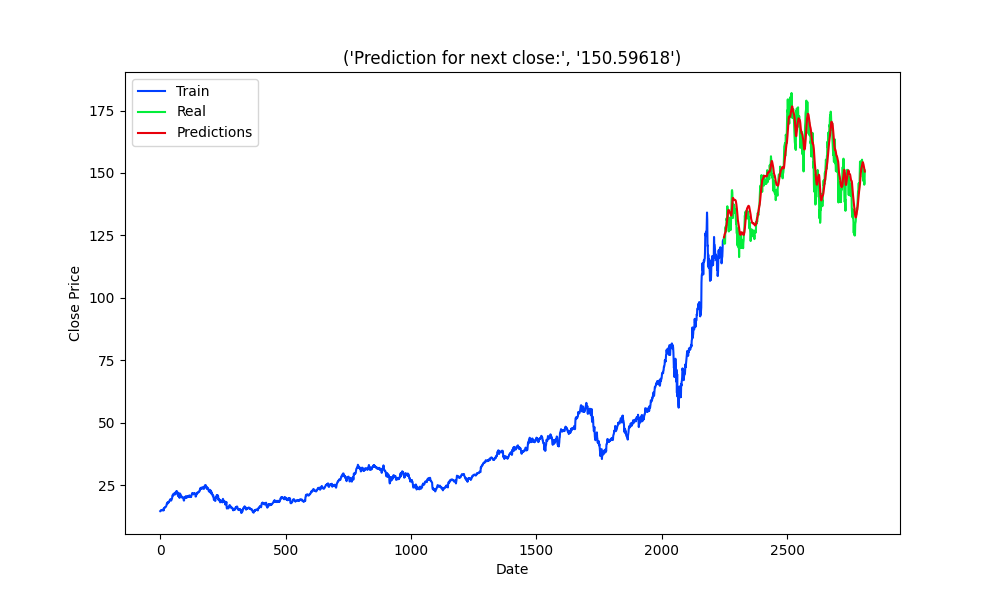 ('Prediction for next close:', '150.59618')
Train
Real
Predictions
Close Price
175
150
125
100
75
50
25
0 500 1000 1500 2000 2500
Date